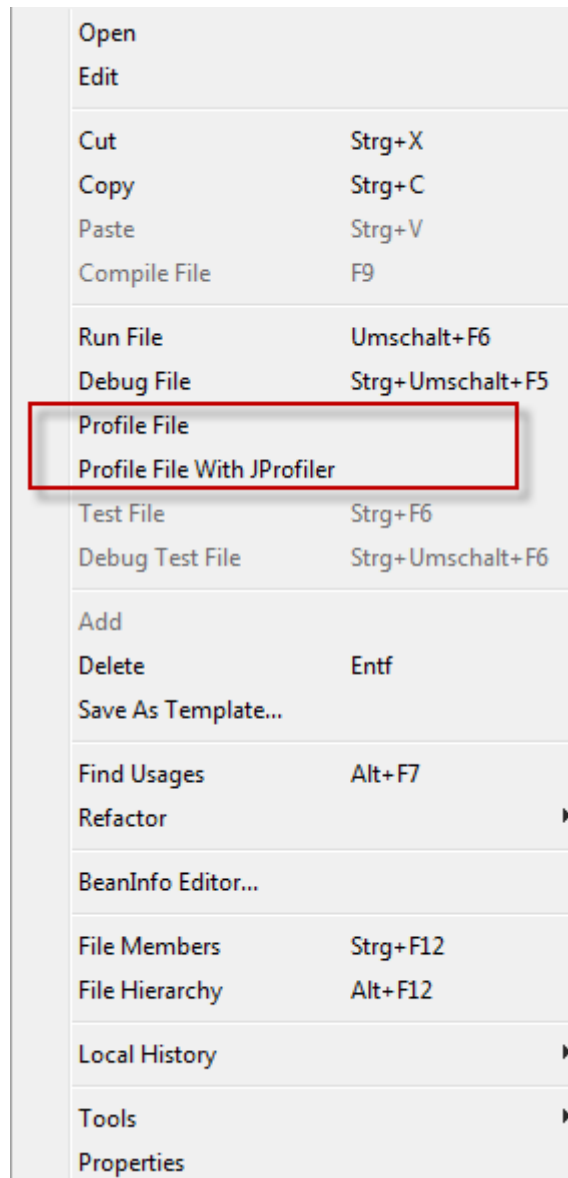 Open
Edit
Cut Strg+X
Copy Strg+C
Paste Strg+V
Compile File F9
Run File Umschalt+F6
Debug File Strg+Umschalt+F5
Profile File
Profile File With JProfiler
Test File Strg+F6
Debug Test File Strg+Umschalt+F6
Add
Delete Entf
Save As Template...
Find Usages Alt+F7
Refactor
BeanInfo Editor...
File Members Strg+F12
File Hierarchy Alt+F12
Local History
Tools
Properties